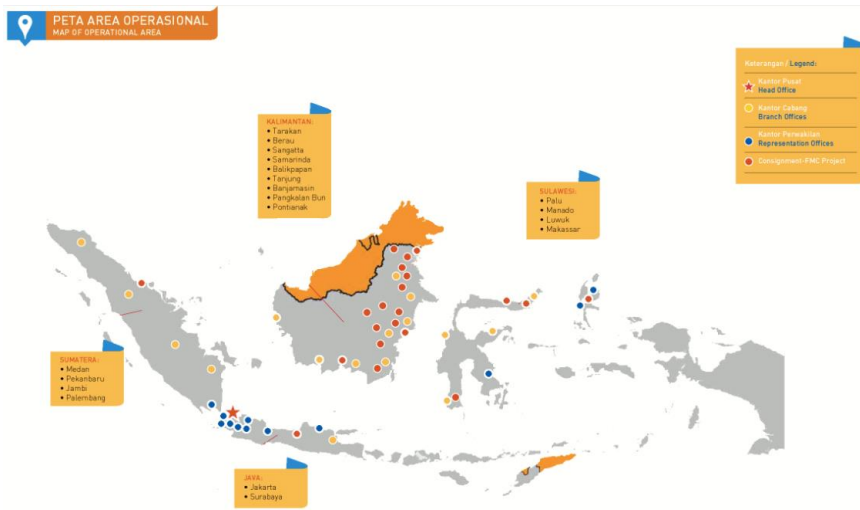 PETA AREA OPERASIONAL
MAP OF OPERATIONAL AREA
Keterangan / Legend:
Kantor Pusat
Head Office
Kantor Cabang
Branch Offices
Kantor Perwakilan
Representation Offices
Consignment-FMC Project
KALIMANTAN:
• Tarakan
• Berau
• Sangatta
• Samarinda
• Balikpapan
• Tanjung
• Banjamasin
• Pangkalan Bun
• Pontianak
SULAWESI:
• Palu
• Manado
• Luwuk
• Makassar
SUMATERA:
• Medan
• Pekanbaru
• Jambi
• Palembang
JAVA:
• Jakarta
• Surabaya